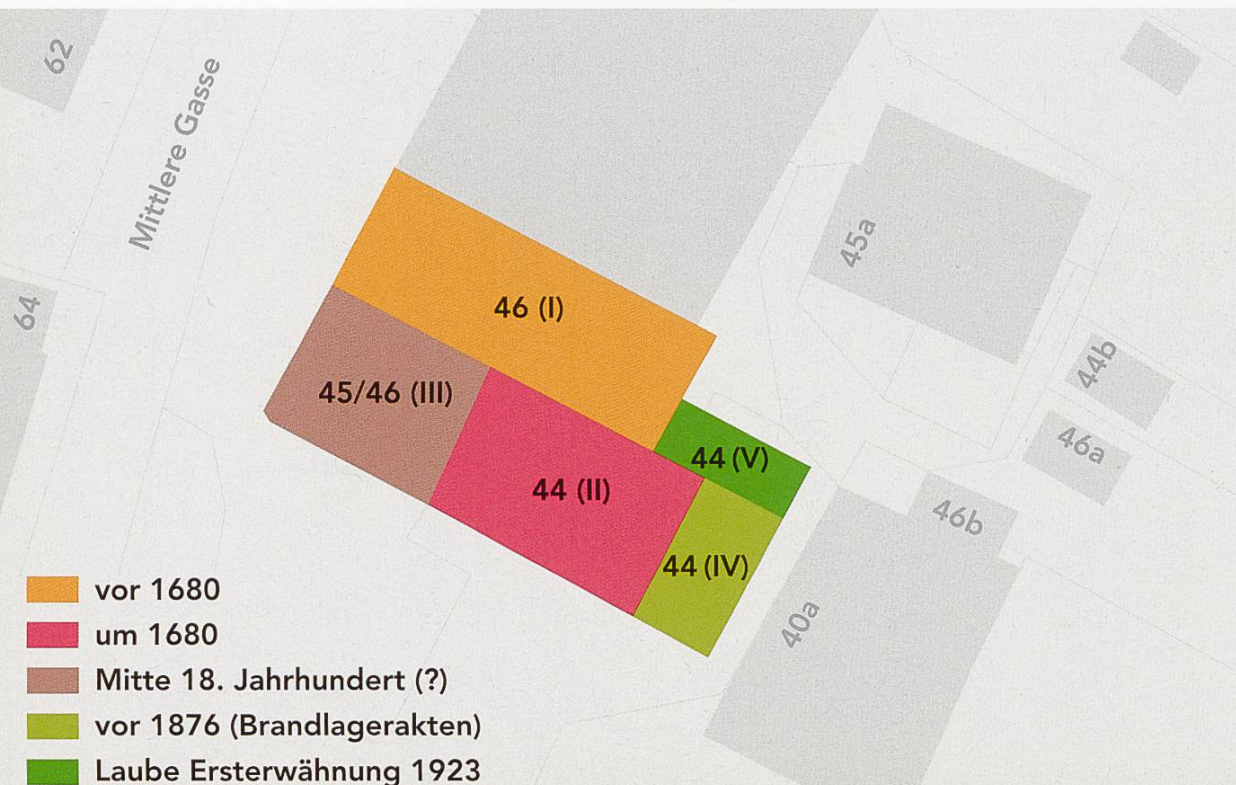 62
Mittlere Gasse
64
45a
46 (I)
44b
45/46 (III)
46a
44 (V)
44 (II)
46b
44 (IV)
40a
vor 1680
um 1680
Mitte 18. Jahrhundert (?)
vor 1876 (Brandlagerakten)
Laube Ersterwähnung 1923